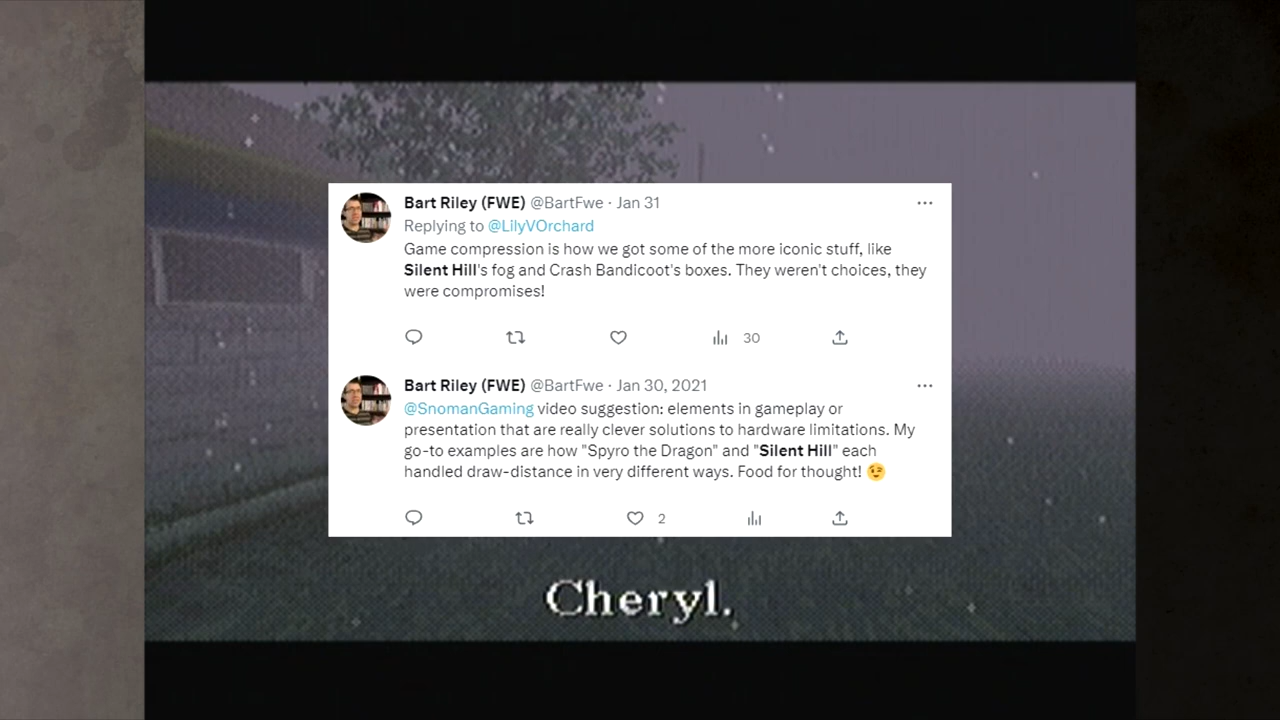 Bart Riley (FWE) @BartFwe · Jan 31
Replying to @LilyVOrchard
Game compression is how we got some of the more iconic stuff, like
Silent Hill's fog and Crash Bandicoot's boxes. They weren't choices, they
were compromises!
30
Bart Riley (FWE) @BartFwe · Jan 30, 2021
@SnomanGaming video suggestion: elements in gameplay or
presentation that are really clever solutions to hardware limitations. My
go-to examples are how "Spyro the Dragon" and "Silent Hill" each
handled draw-distance in very different ways. Food for thought! 😉
2
Cheryl.